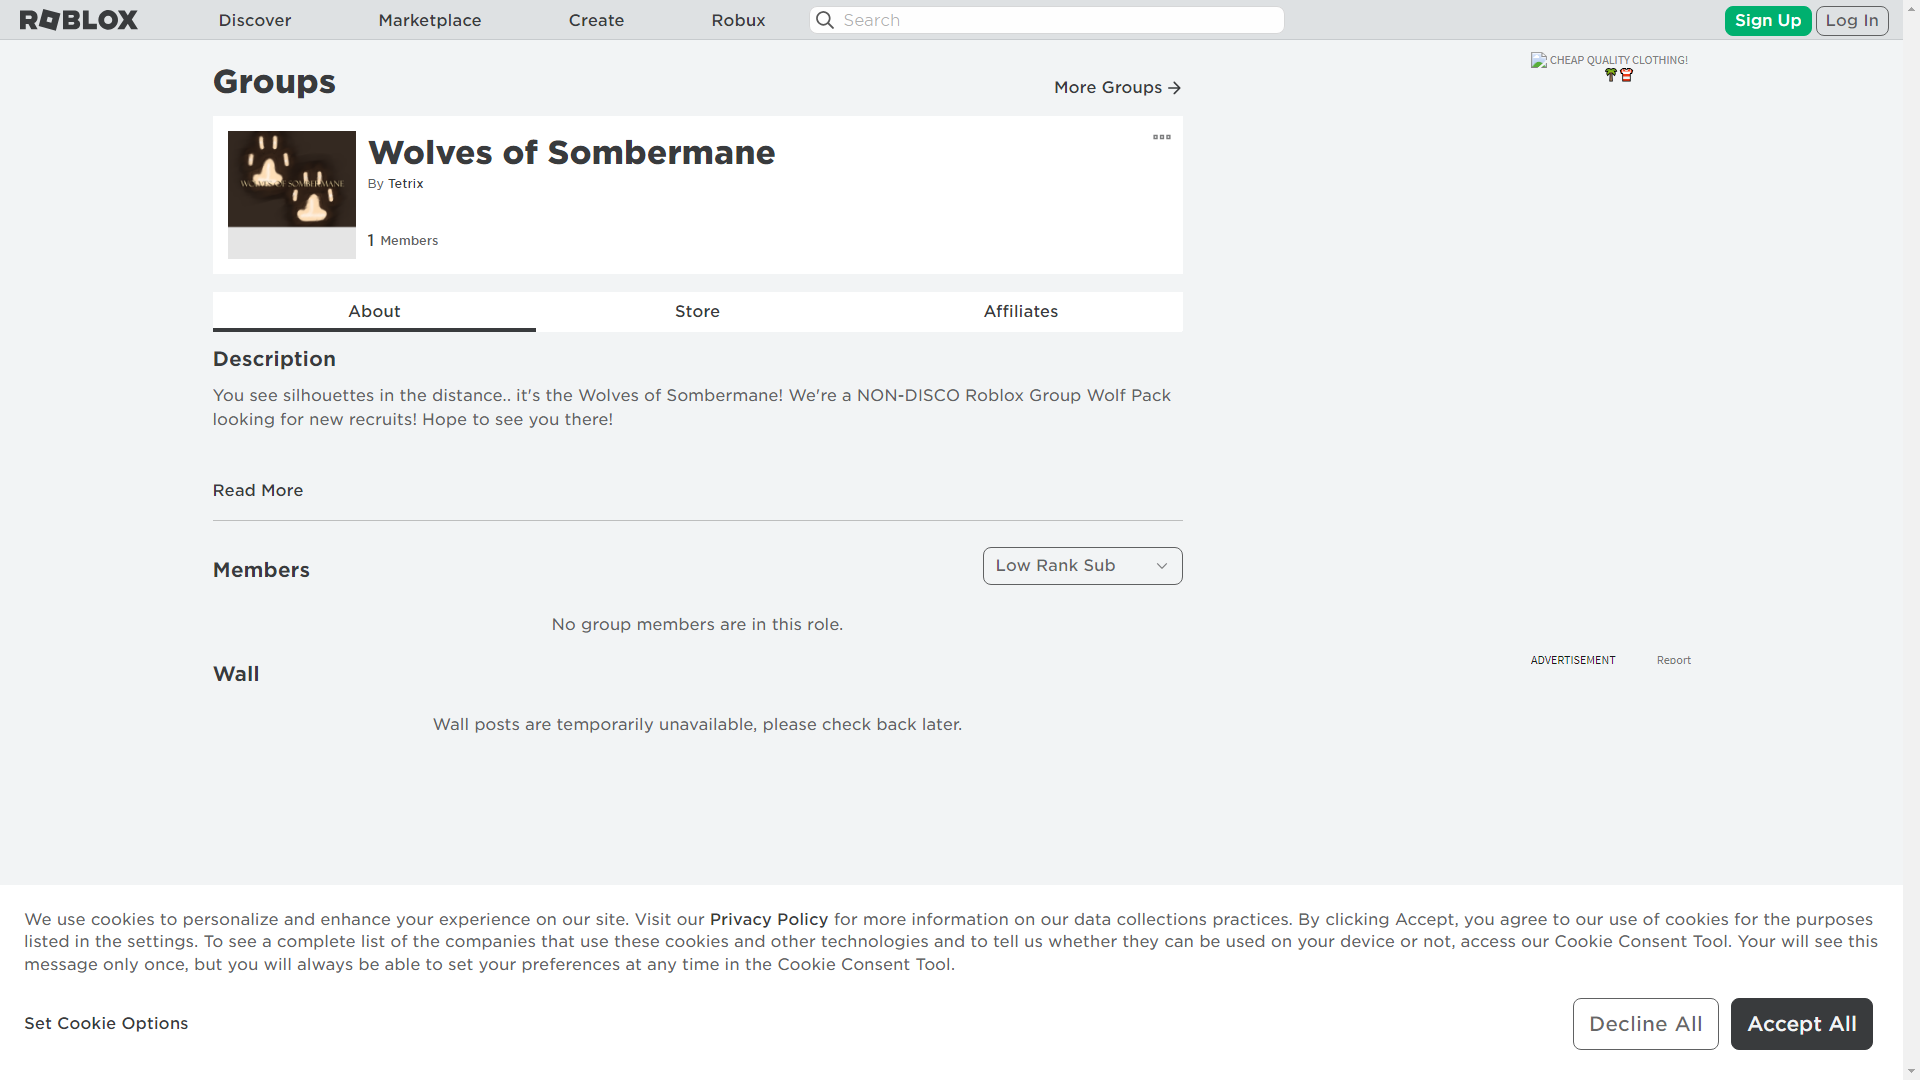 ROBLOX
Discover
Marketplace
Create
Robux
Search
Sign Up
Log In
CHEAP QUALITY CLOTHING!
Groups
More Groups
WOLVES OF SOMBERMANE
Wolves of Sombermane
By Tetrix
1 Members
About
Store
Affiliates
Description
You see silhouettes in the distance.. it's the Wolves of Sombermane! We're a NON-DISCO Roblox Group Wolf Pack
looking for new recruits! Hope to see you there!
Read More
Members
Low Rank Sub
No group members are in this role.
ADVERTISEMENT
Report
Wall
Wall posts are temporarily unavailable, please check back later.
We use cookies to personalize and enhance your experience on our site. Visit our Privacy Policy for more information on our data collections practices. By clicking Accept, you agree to our use of cookies for the purposes
listed in the settings. To see a complete list of the companies that use these cookies and other technologies and to tell us whether they can be used on your device or not, access our Cookie Consent Tool. Your will see this
message only once, but you will always be able to set your preferences at any time in the Cookie Consent Tool.
Set Cookie Options
Decline All
Accept All